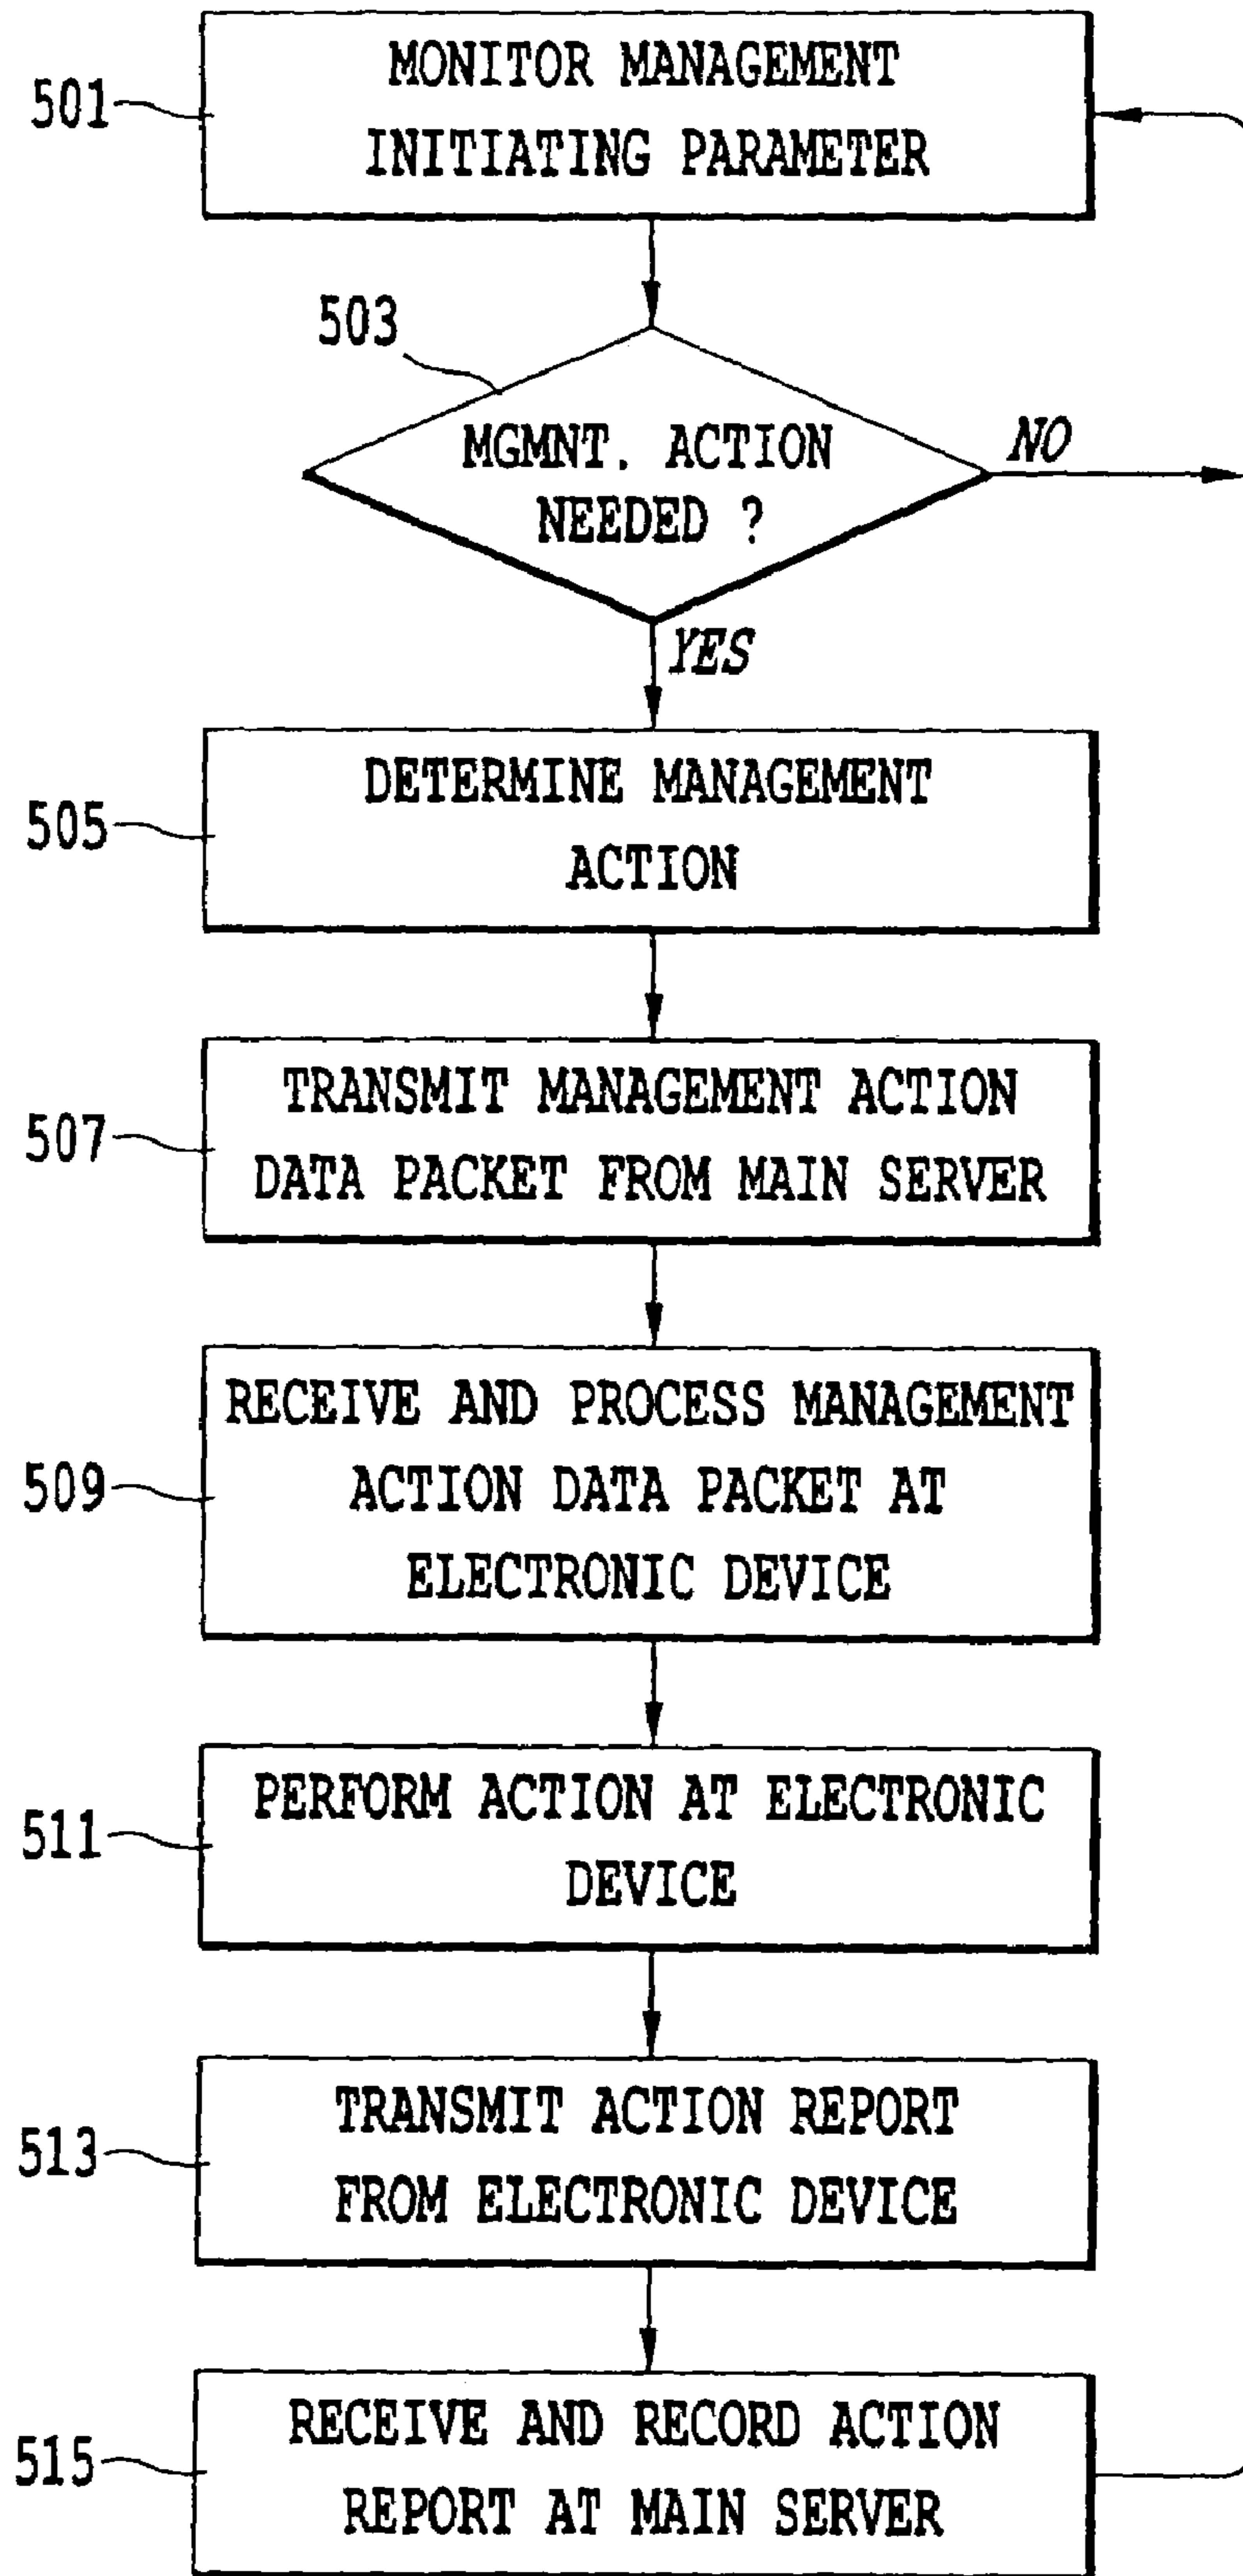 MONITOR MANAGEMENT
INITIATING PARAMETER
501
503
MGMNT. ACTION
NEEDED ?
NO
YES
DETERMINE MANAGEMENT
ACTION
505
TRANSMIT MANAGEMENT ACTION
DATA PACKET FROM MAIN SERVER
507
RECEIVE AND PROCESS MANAGEMENT
ACTION DATA PACKET AT
ELECTRONIC DEVICE
509
PERFORM ACTION AT ELECTRONIC
DEVICE
511
TRANSMIT ACTION REPORT
FROM ELECTRONIC DEVICE
513
RECEIVE AND RECORD ACTION
REPORT AT MAIN SERVER
515